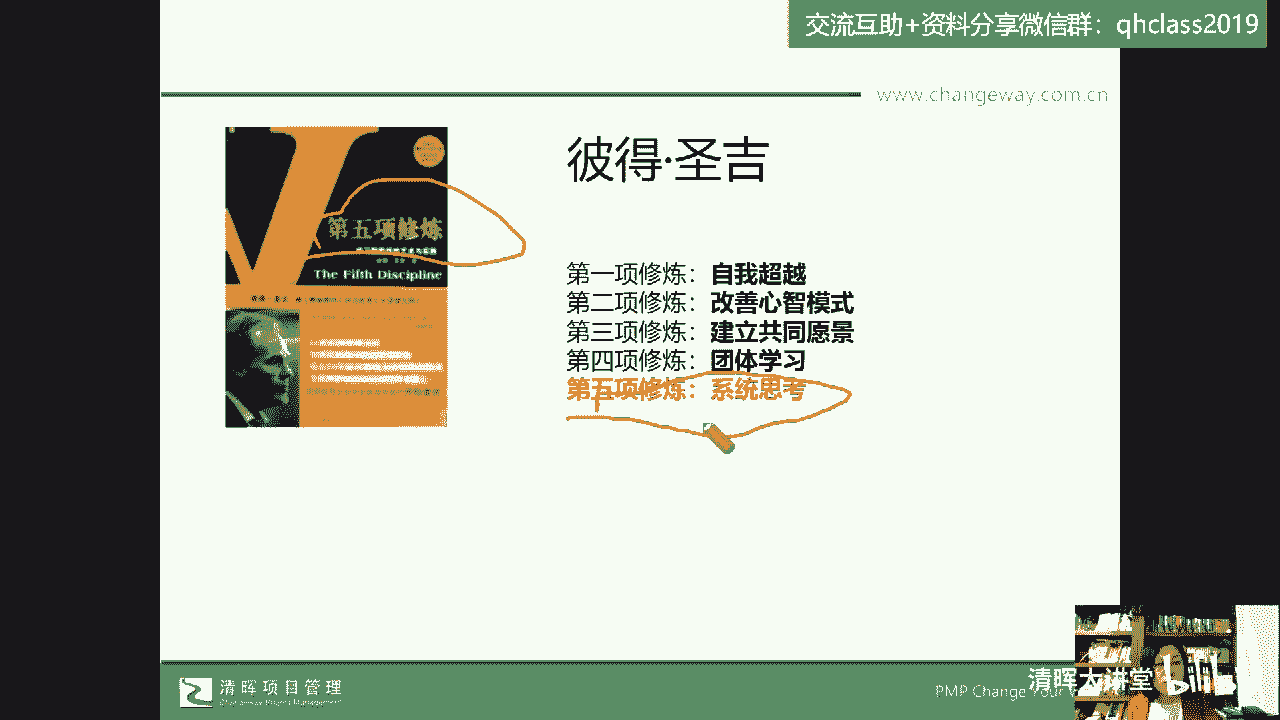 交流互助+资料分享微信群：qhclass2019
www.changeway.com.cn
彼得·圣吉
第五项修炼
The Fifth Discipline
第一项修炼：自我超越
第二项修炼：改善心智模式
第三项修炼：建立共同愿景
第四项修炼：团体学习
第五项修炼：系统思考
清晖项目管理
PMP Change Your
清晖大讲堂
bilibili